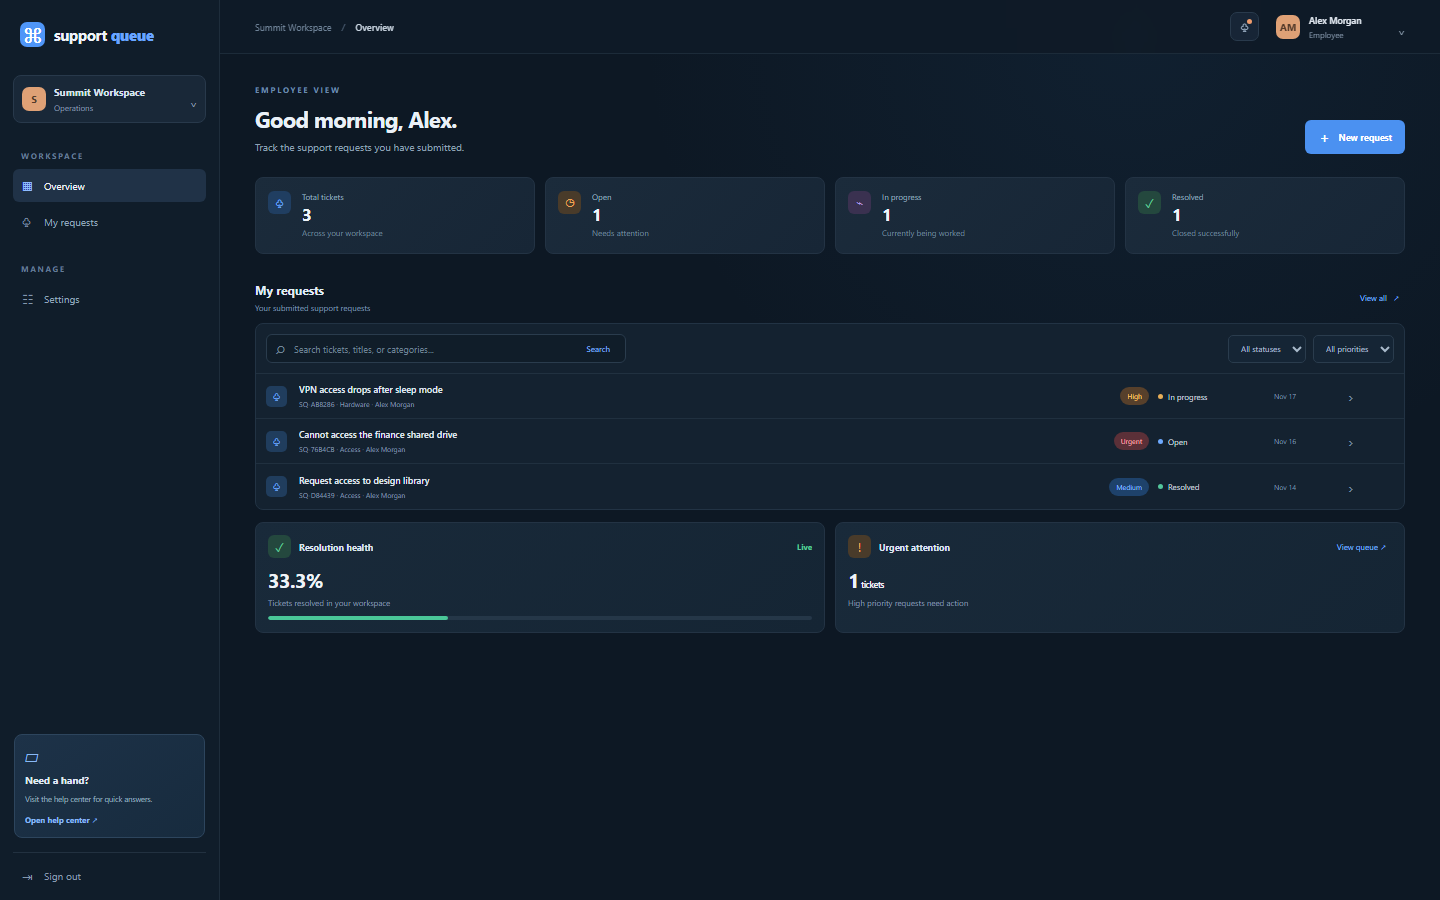 support queue
S
Summit Workspace
Operations
WORKSPACE
Overview
My requests
MANAGE
Settings
Need a hand?
Visit the help center for quick answers.
Open help center ↗
Sign out
Summit Workspace / Overview
AM
Alex Morgan
Employee
EMPLOYEE VIEW
Good morning, Alex.
Track the support requests you have submitted.
+ New request
Total tickets
3
Across your workspace
Open
1
Needs attention
In progress
1
Currently being worked
Resolved
1
Closed successfully
My requests
Your submitted support requests
View all ↗
Search tickets, titles, or categories...
Search
All statuses
All priorities
VPN access drops after sleep mode
SQ-AB8286 · Hardware · Alex Morgan
High
In progress
Nov 17
Cannot access the finance shared drive
SQ-76B4CB · Access · Alex Morgan
Urgent
Open
Nov 16
Request access to design library
SQ-D84439 · Access · Alex Morgan
Medium
Resolved
Nov 14
Resolution health
Live
33.3%
Tickets resolved in your workspace
Urgent attention
View queue ↗
1 tickets
High priority requests need action